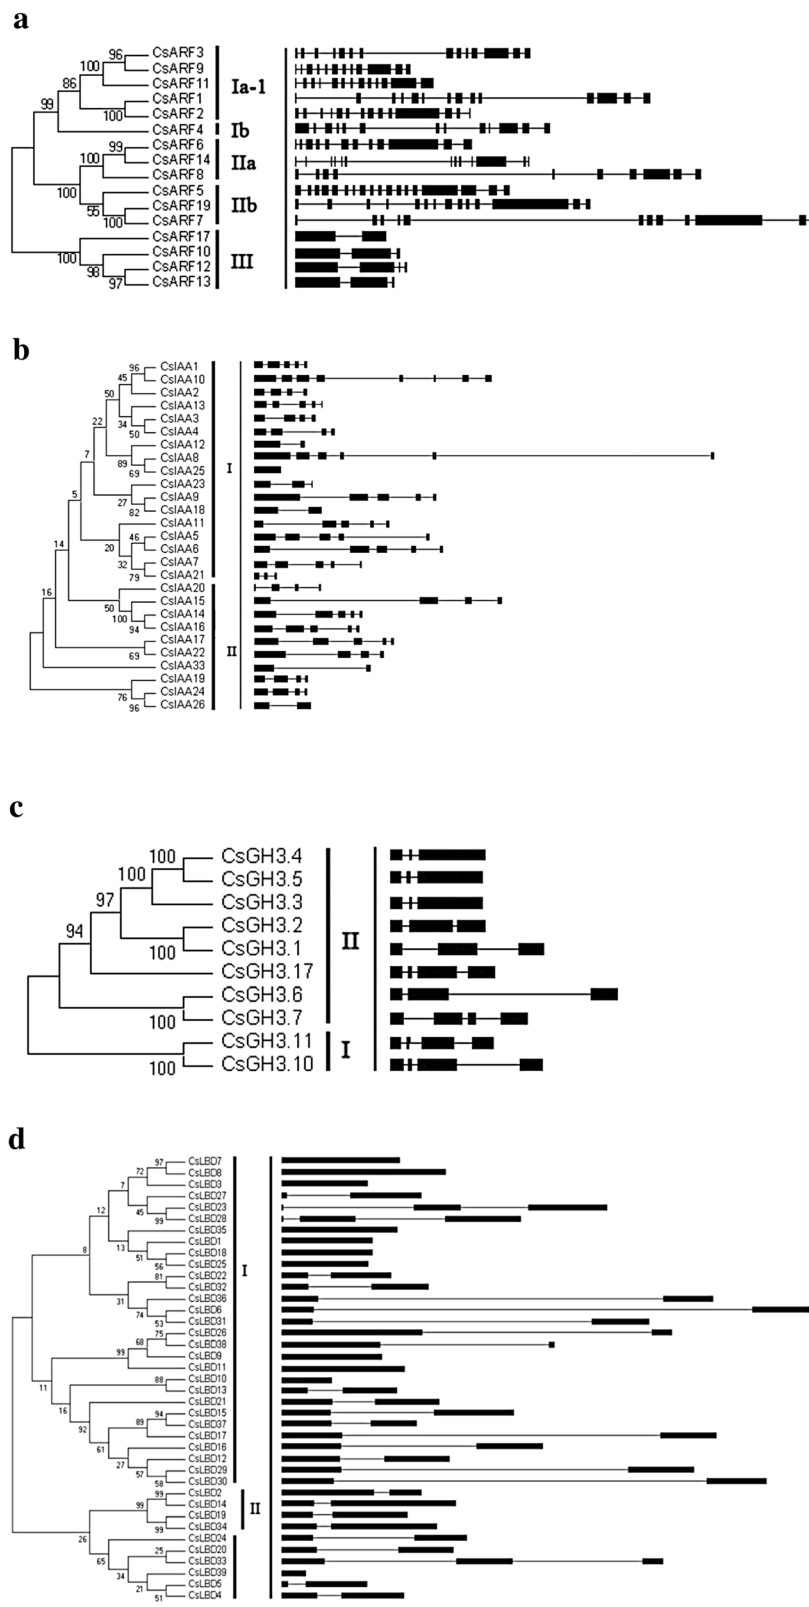 a
96 CsARF3
100 CsARF9
86 CsARF11 Ia-1
99 CsARF1
100 CsARF2
CsARF4 Ib
99 CsARF6
100 CsARF14 IIa
CsARF8
100 CsARF5
55 CsARF19 IIb
100 CsARF7
CsARF17
100 CsARF10
98 CsARF12 III
97 CsARF13
b
96 CsIAA1
45 CsIAA10
50 CsIAA2
CsIAA13
34 CsIAA3
22 50 CsIAA4
CsIAA12
7 89 CsIAA8
69 CsIAA25 I
CsIAA23
5 27 CsIAA9
82 CsIAA18
CsIAA11
46 CsIAA5
14 20 CsIAA6
32 CsIAA7
79 CsIAA21
16 CsIAA20
50 CsIAA15
100 CsIAA14
94 CsIAA16
CsIAA17
69 CsIAA22 II
CsIAA33
CsIAA19
76 CsIAA24
96 CsIAA26
c
100 CsGH3.4
100 CsGH3.5
97 CsGH3.3
94 CsGH3.2
100 CsGH3.1 II
CsGH3.17
CsGH3.6
100 CsGH3.7
CsGH3.11
100 CsGH3.10 I
d
97 CsLBD7
72 CsLBD8
7 CsLBD3
CsLBD27
45 CsLBD23
12 99 CsLBD28
CsLBD35
13 CsLBD1
8 51 CsLBD18
56 CsLBD25 I
81 CsLBD22
CsLBD32
31 CsLBD36
74 CsLBD6
53 CsLBD31
75 CsLBD26
68 CsLBD38
99 CsLBD9
CsLBD11
11 88 CsLBD10
CsLBD13
16 CsLBD21
94 CsLBD15
92 89 CsLBD37
CsLBD17
61 CsLBD16
27 CsLBD12
57 CsLBD29
58 CsLBD30
99 CsLBD2
99 CsLBD14 II
CsLBD19
99 CsLBD34
26 CsLBD24
25 CsLBD20
65 CsLBD33
34 CsLBD39
21 CsLBD5
51 CsLBD4